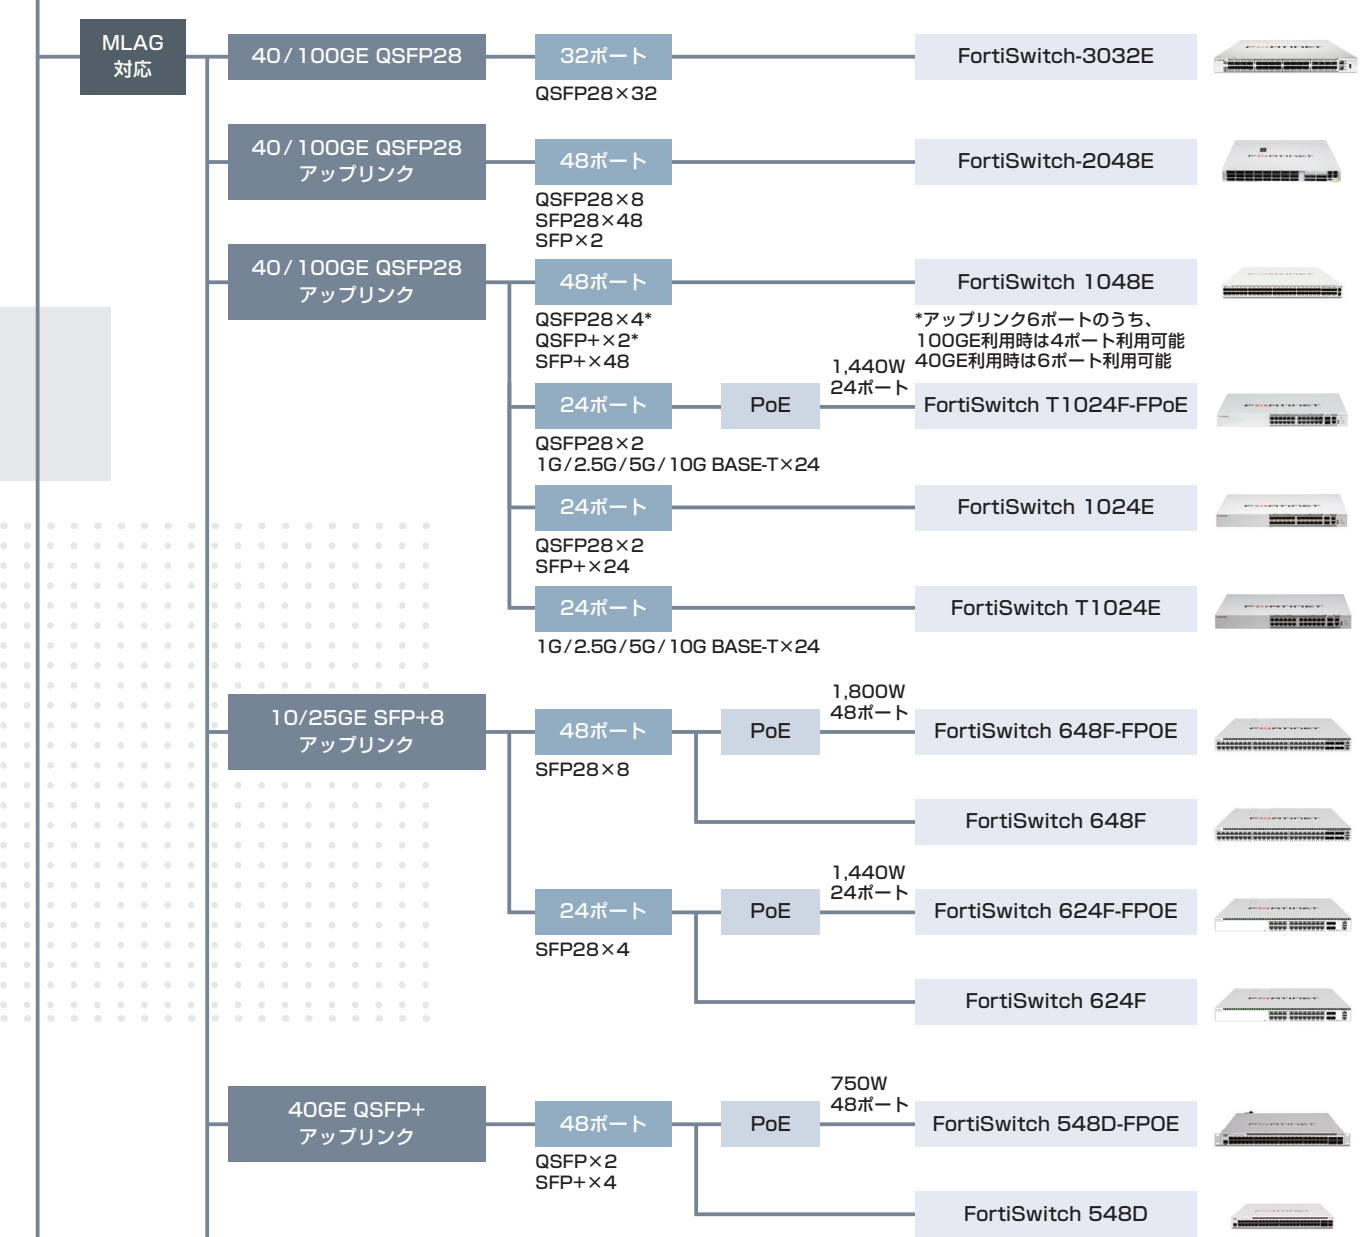 MLAG
対応
40/100GE QSFP28
32ポート
FortiSwitch-3032E
QSFP28×32
40/100GE QSFP28
アップリンク
48ポート
FortiSwitch-2048E
QSFP28×8
SFP28×48
SFP×2
40/100GE QSFP28
アップリンク
48ポート
FortiSwitch 1048E
QSFP28×4*
QSFP+×2*
SFP+×48
*アップリンク6ポートのうち、
100GE利用時は4ポート利用可能
40GE利用時は6ポート利用可能
24ポート
PoE
1,440W
24ポート
FortiSwitch T1024F-FPoE
QSFP28×2
1G/2.5G/5G/10G BASE-T×24
24ポート
FortiSwitch 1024E
QSFP28×2
SFP+×24
24ポート
FortiSwitch T1024E
1G/2.5G/5G/10G BASE-T×24
10/25GE SFP+8
アップリンク
48ポート
PoE
1,800W
48ポート
FortiSwitch 648F-FPOE
SFP28×8
FortiSwitch 648F
24ポート
PoE
1,440W
24ポート
FortiSwitch 624F-FPOE
SFP28×4
FortiSwitch 624F
40GE QSFP+
アップリンク
48ポート
PoE
750W
48ポート
FortiSwitch 548D-FPOE
QSFP×2
SFP+×4
FortiSwitch 548D